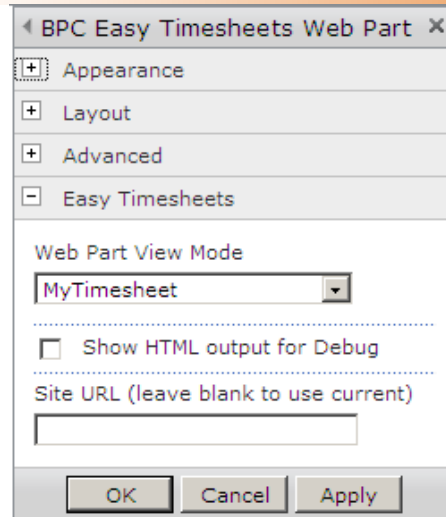 BPC Easy Timesheets Web Part
Appearance
Layout
Advanced
Easy Timesheets
Web Part View Mode
MyTimesheet
Show HTML output for Debug
Site URL (leave blank to use current)
OK Cancel Apply